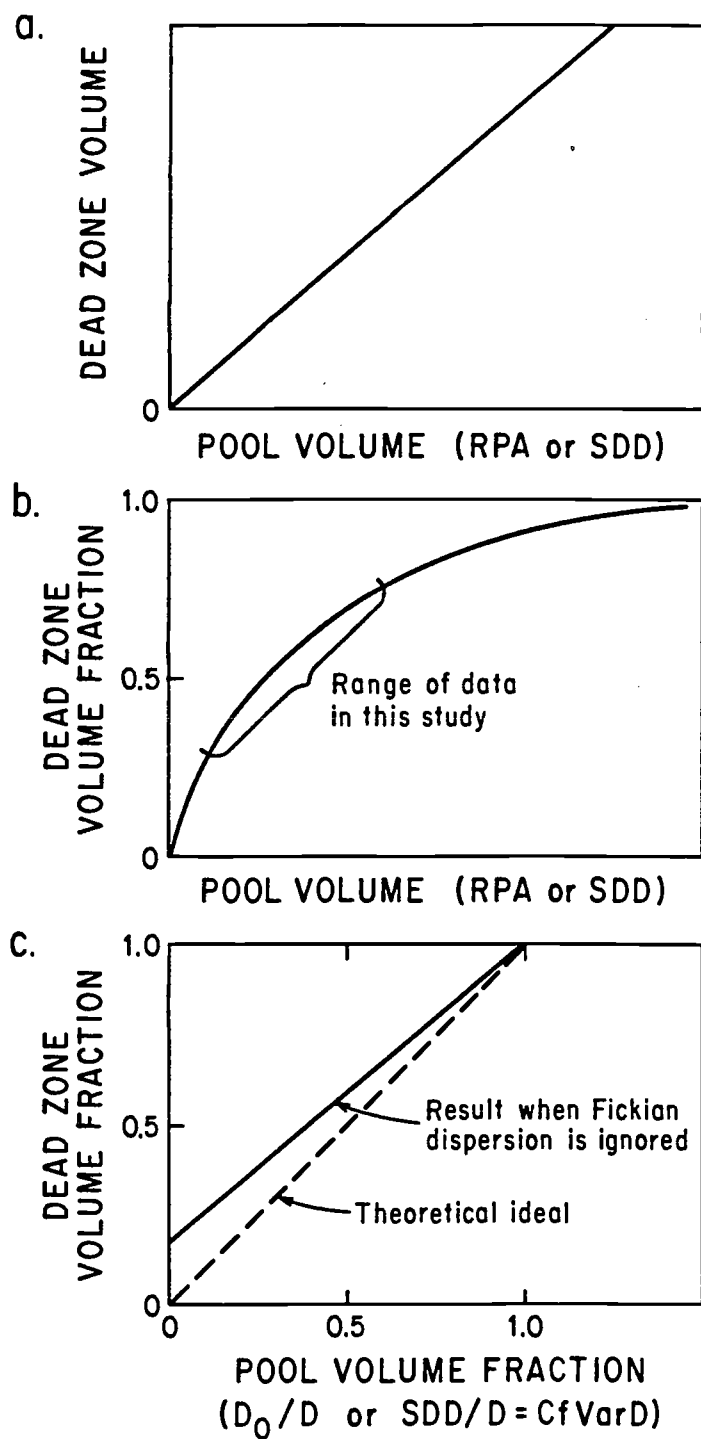 a.
DEAD ZONE VOLUME
0
POOL VOLUME (RPA or SDD)
b.
DEAD ZONE
VOLUME FRACTION
1.0
0.5
0
Range of data
in this study
POOL VOLUME (RPA or SDD)
c.
DEAD ZONE
VOLUME FRACTION
1.0
0.5
0
Result when Fickian
dispersion is ignored
Theoretical ideal
0 0.5 1.0
POOL VOLUME FRACTION
(D₀/D or SDD/D = CfVarD)